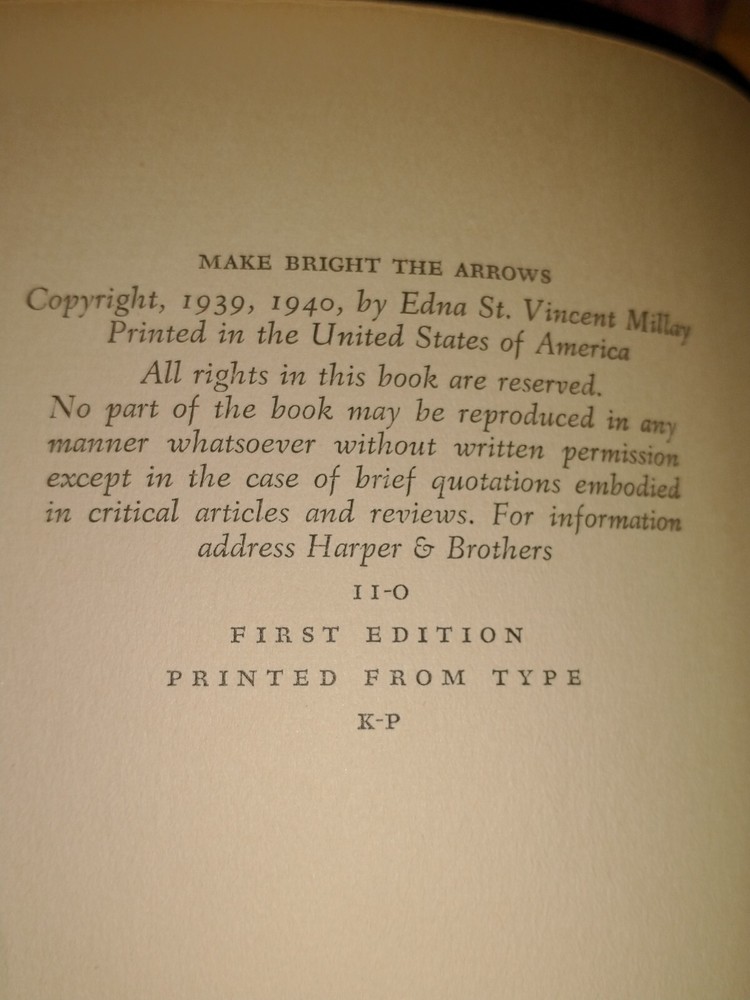 MAKE BRIGHT THE ARROWS
Copyright, 1939, 1940, by Edna St. Vincent Millay
Printed in the United States of America
All rights in this book are reserved.
No part of the book may be reproduced in any
manner whatsoever without written permission
except in the case of brief quotations embodied
in critical articles and reviews. For information
address Harper & Brothers
11-O
FIRST EDITION
PRINTED FROM TYPE
K-P